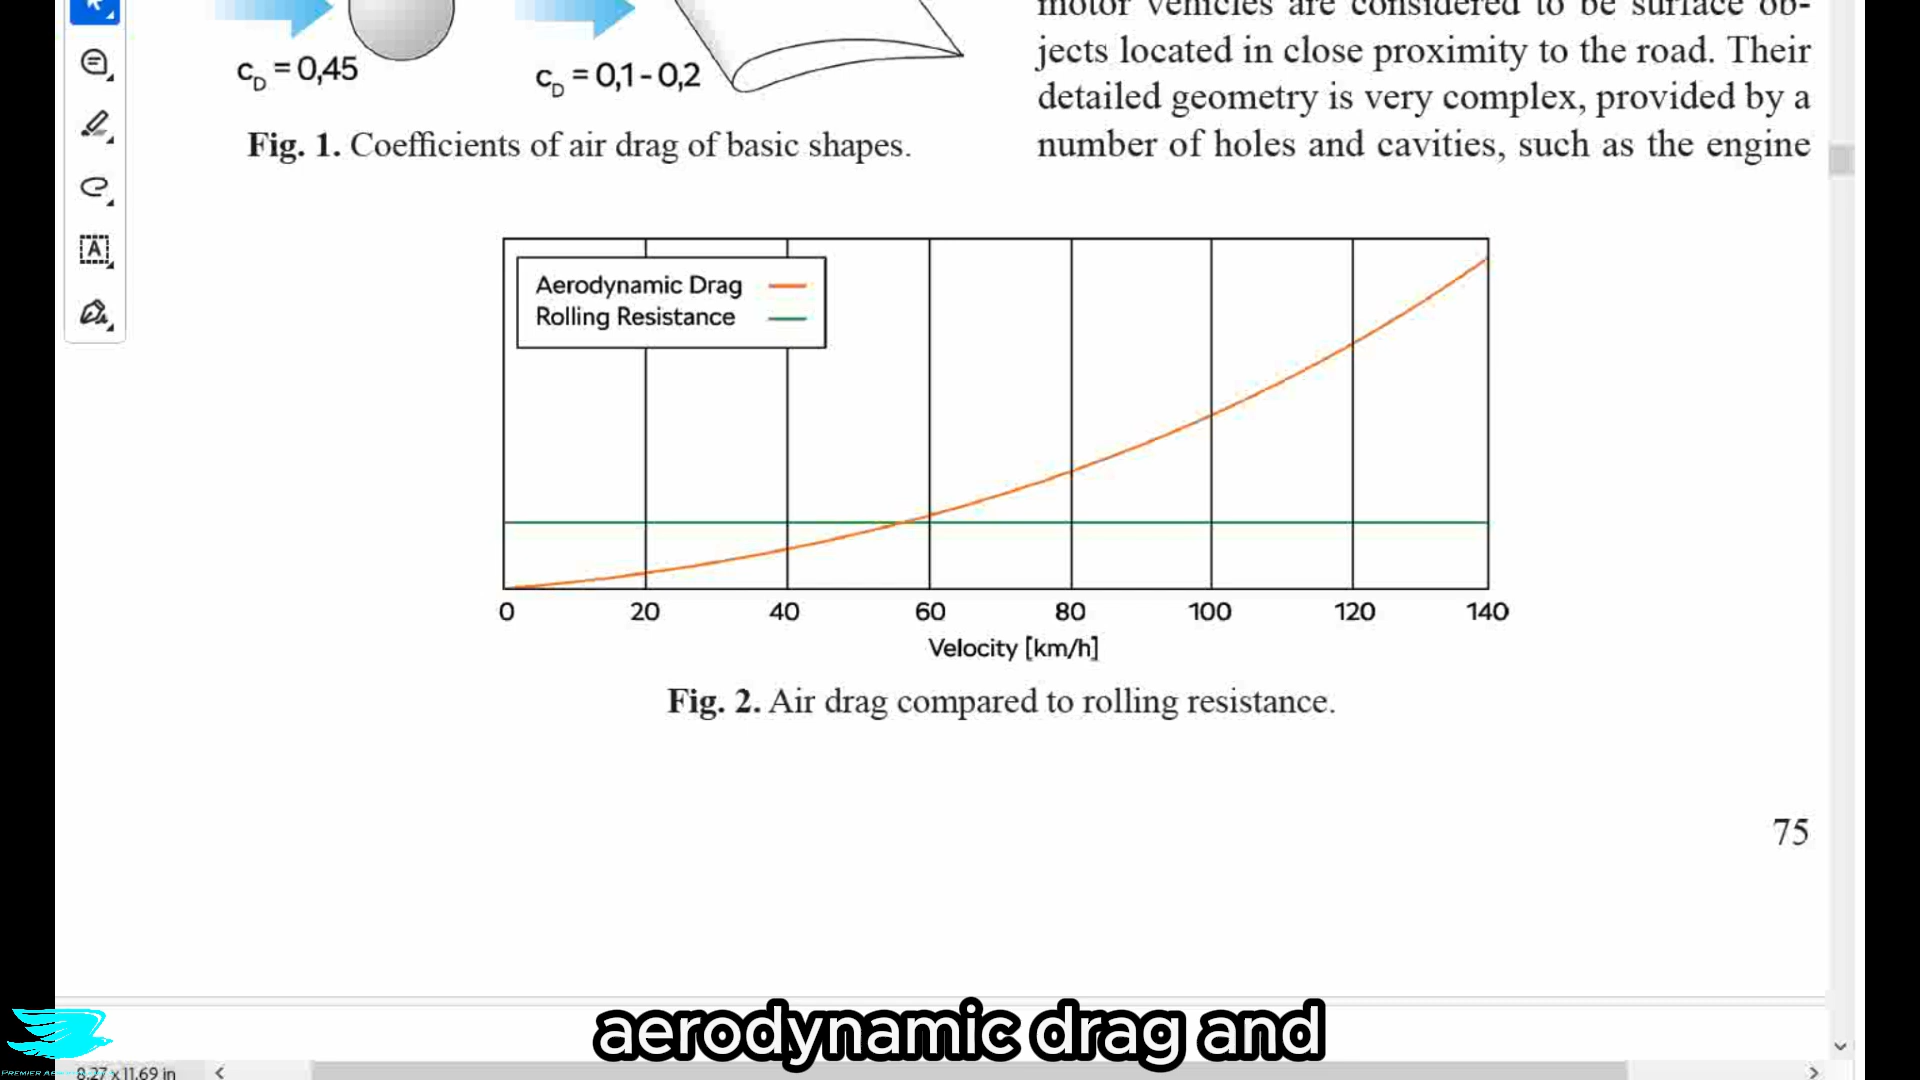 motor vehicles are considered to be surface ob-
jects located in close proximity to the road. Their
detailed geometry is very complex, provided by a
number of holes and cavities, such as the engine
cD = 0,45
cD = 0,1 - 0,2
Fig. 1. Coefficients of air drag of basic shapes.
Aerodynamic Drag
Rolling Resistance
0 20 40 60 80 100 120 140
Velocity [km/h]
Fig. 2. Air drag compared to rolling resistance.
75
aerodynamic drag and
8.27 x 11.69 in
PREMIER